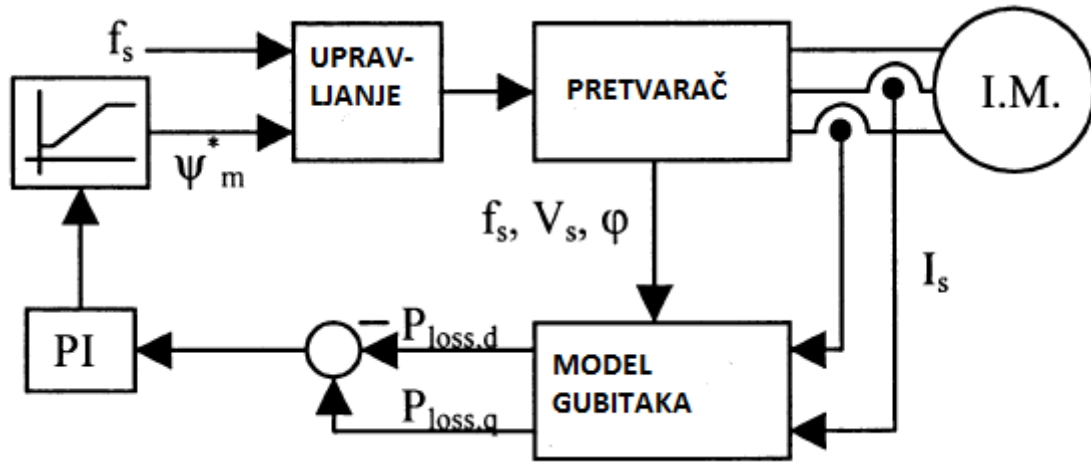 f_s
UPRAV-
LJANJE
PRETVARAČ
I.M.
ψ*_m
f_s, V_s, φ
I_s
PI
− P_loss,d
MODEL
GUBITAKA
P_loss,q